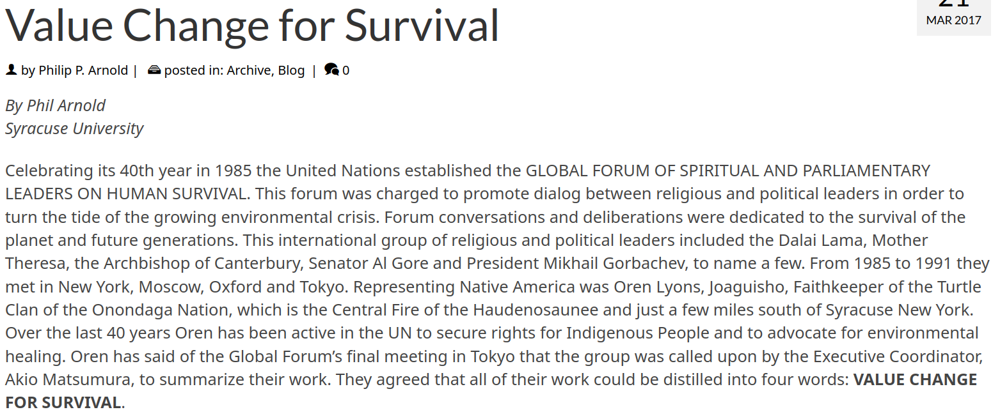 Value Change for Survival
21
MAR 2017
by Philip P. Arnold | posted in: Archive, Blog | 0
By Phil Arnold
Syracuse University
Celebrating its 40th year in 1985 the United Nations established the GLOBAL FORUM OF SPIRITUAL AND PARLIAMENTARY
LEADERS ON HUMAN SURVIVAL. This forum was charged to promote dialog between religious and political leaders in order to
turn the tide of the growing environmental crisis. Forum conversations and deliberations were dedicated to the survival of the
planet and future generations. This international group of religious and political leaders included the Dalai Lama, Mother
Theresa, the Archbishop of Canterbury, Senator Al Gore and President Mikhail Gorbachev, to name a few. From 1985 to 1991 they
met in New York, Moscow, Oxford and Tokyo. Representing Native America was Oren Lyons, Joaguisho, Faithkeeper of the Turtle
Clan of the Onondaga Nation, which is the Central Fire of the Haudenosaunee and just a few miles south of Syracuse New York.
Over the last 40 years Oren has been active in the UN to secure rights for Indigenous People and to advocate for environmental
healing. Oren has said of the Global Forum’s final meeting in Tokyo that the group was called upon by the Executive Coordinator,
Akio Matsumura, to summarize their work. They agreed that all of their work could be distilled into four words: VALUE CHANGE
FOR SURVIVAL.